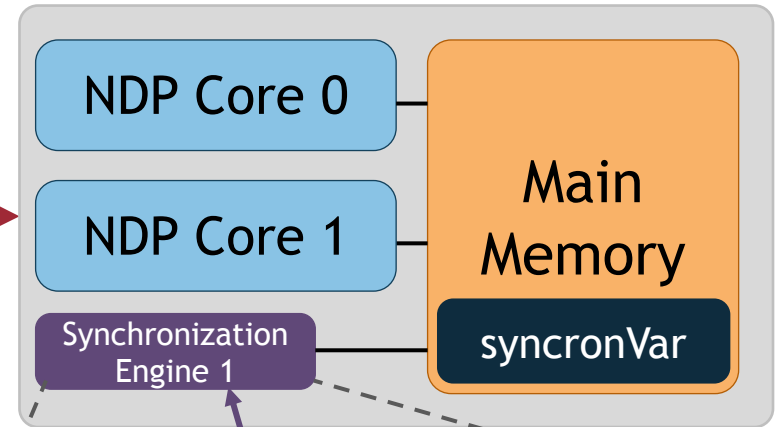 NDP Core 0
NDP Core 1
Main
Memory
Synchronization
Engine 1
syncronVar